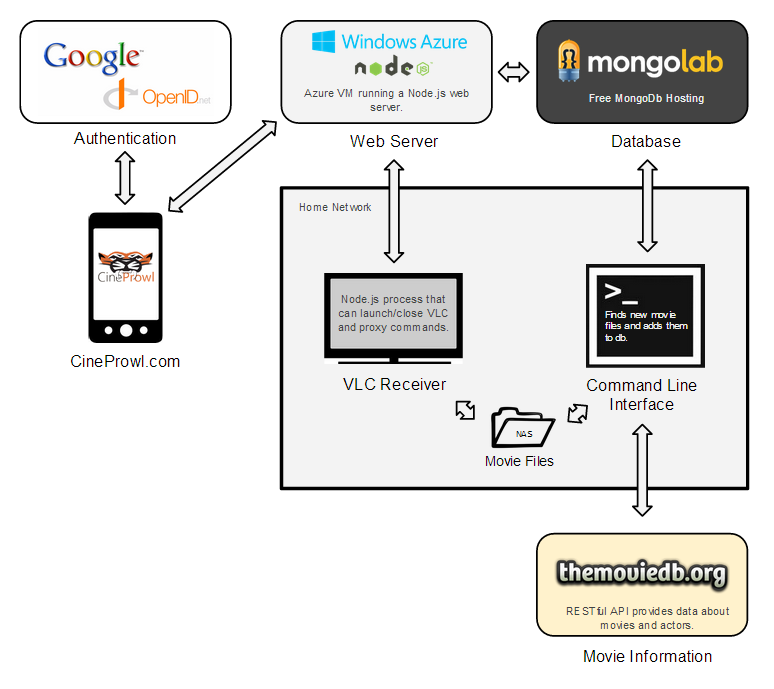 Google™
OpenID.net
Authentication
Windows Azure
node JS
Azure VM running a Node.js web
server.
Web Server
mongolab
Free MongoDb Hosting
Database
CineProwl
CineProwl.com
Home Network
Node.js process that
can launch/close VLC
and proxy commands.
VLC Receiver
>_
Finds new movie
files and adds them
to db.
Command Line
Interface
NAS
Movie Files
themoviedb.org
RESTful API provides data about
movies and actors.
Movie Information